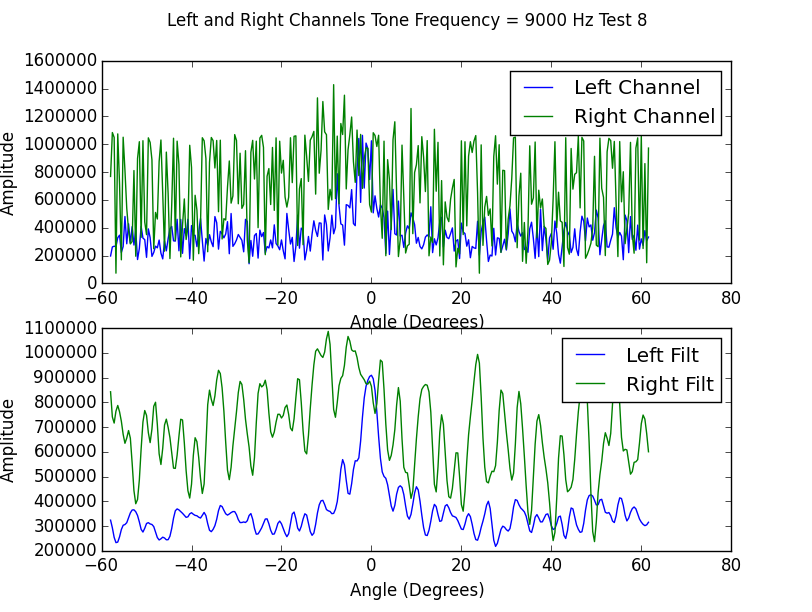 Left and Right Channels Tone Frequency = 9000 Hz Test 8
1600000
1400000
1200000
1000000
800000
600000
400000
200000
0
Amplitude
Left Channel
Right Channel
−60 −40 −20 0 20 40 60 80
Angle (Degrees)
1100000
1000000
900000
800000
700000
600000
500000
400000
300000
200000
Amplitude
Left Filt
Right Filt
−60 −40 −20 0 20 40 60 80
Angle (Degrees)